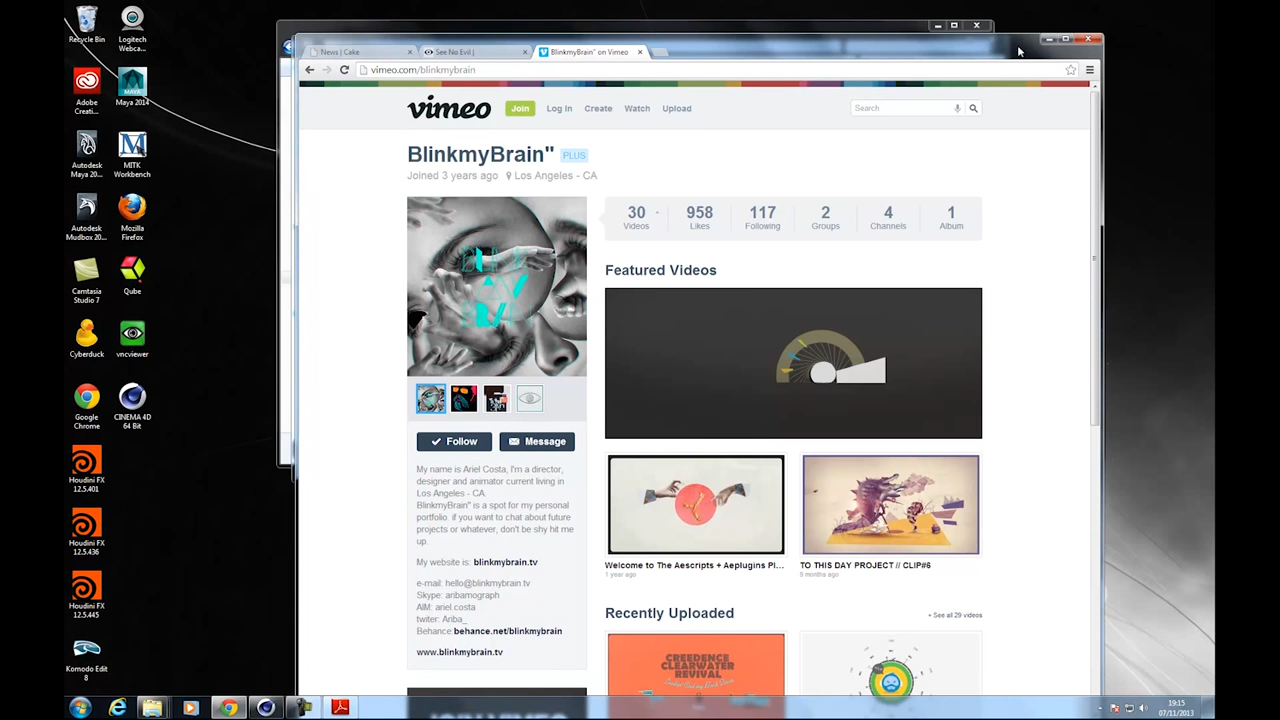 Recycle Bin
Logitech Webca...
Adobe Creati...
Maya 2014
Autodesk Maya 20...
MITK Workbench
Autodesk Mudbox 20...
Mozilla Firefox
Camtasia Studio 7
Qube
Cyberduck
vncviewer
Google Chrome
CINEMA 4D 64 Bit
Houdini FX 12.5.401
Houdini FX 12.5.436
Houdini FX 12.5.445
Komodo Edit 8
News | Cake
See No Evil |
BlinkmyBrain" on Vimeo
vimeo.com/blinkmybrain
vimeo
Join
Log In
Create
Watch
Upload
Search
BlinkmyBrain" PLUS
Joined 3 years ago Los Angeles - CA
30 Videos
958 Likes
117 Following
2 Groups
4 Channels
1 Album
Featured Videos
Follow
Message
My name is Ariel Costa, I'm a director,
designer and animator current living in
Los Angeles - CA.
BlinkmyBrain" is a spot for my personal
portfolio. if you want to chat about future
projects or whatever, don't be shy hit me
up.
My website is: blinkmybrain.tv
e-mail: hello@blinkmybrain.tv
Skype: aribamograph
AIM: ariel.costa
twiter: Ariba_
Behance: behance.net/blinkmybrain
www.blinkmybrain.tv
Welcome to The Aescripts + Aeplugins Pl...
1 year ago
TO THIS DAY PROJECT // CLIP#6
9 months ago
Recently Uploaded
+ See all 29 videos
CREEDENCE
CLEARWATER
REVIVAL
JOIN VIMEO
19:15
07/11/2013